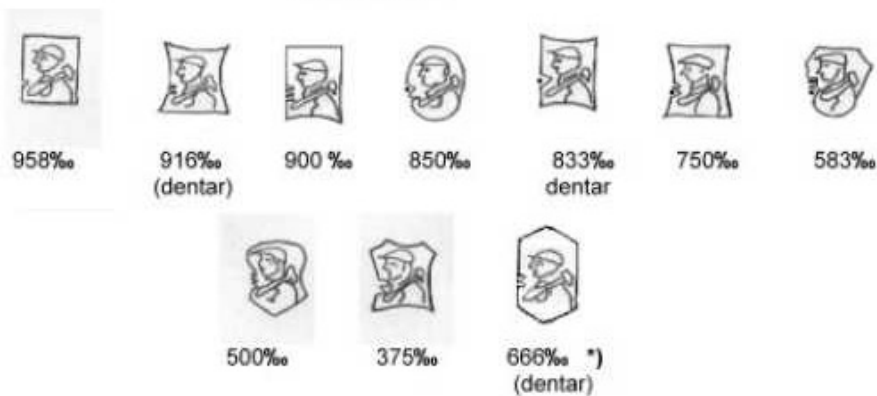 958‰ 916‰ 900 ‰ 850‰ 833‰ 750‰ 583‰
(dentar) dentar
500‰ 375‰ 666‰ *)
(dentar)